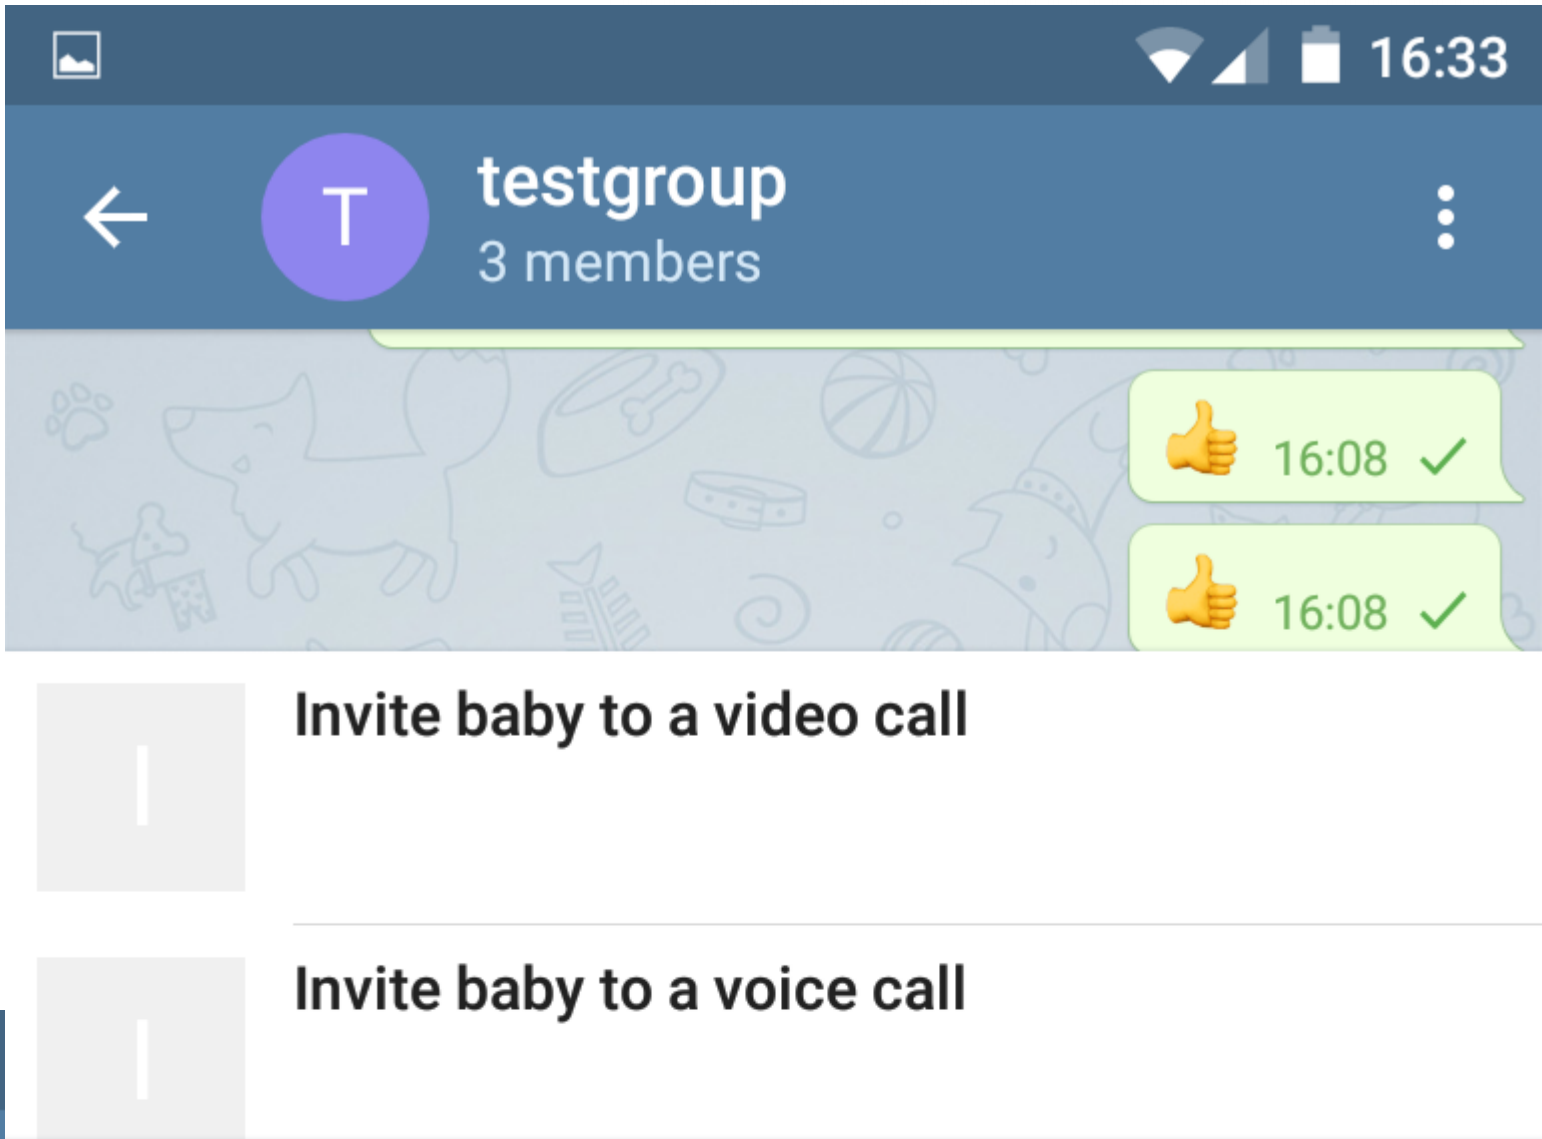 16:33
T
testgroup
3 members
👍 16:08
👍 16:08
I
Invite baby to a video call
I
Invite baby to a voice call